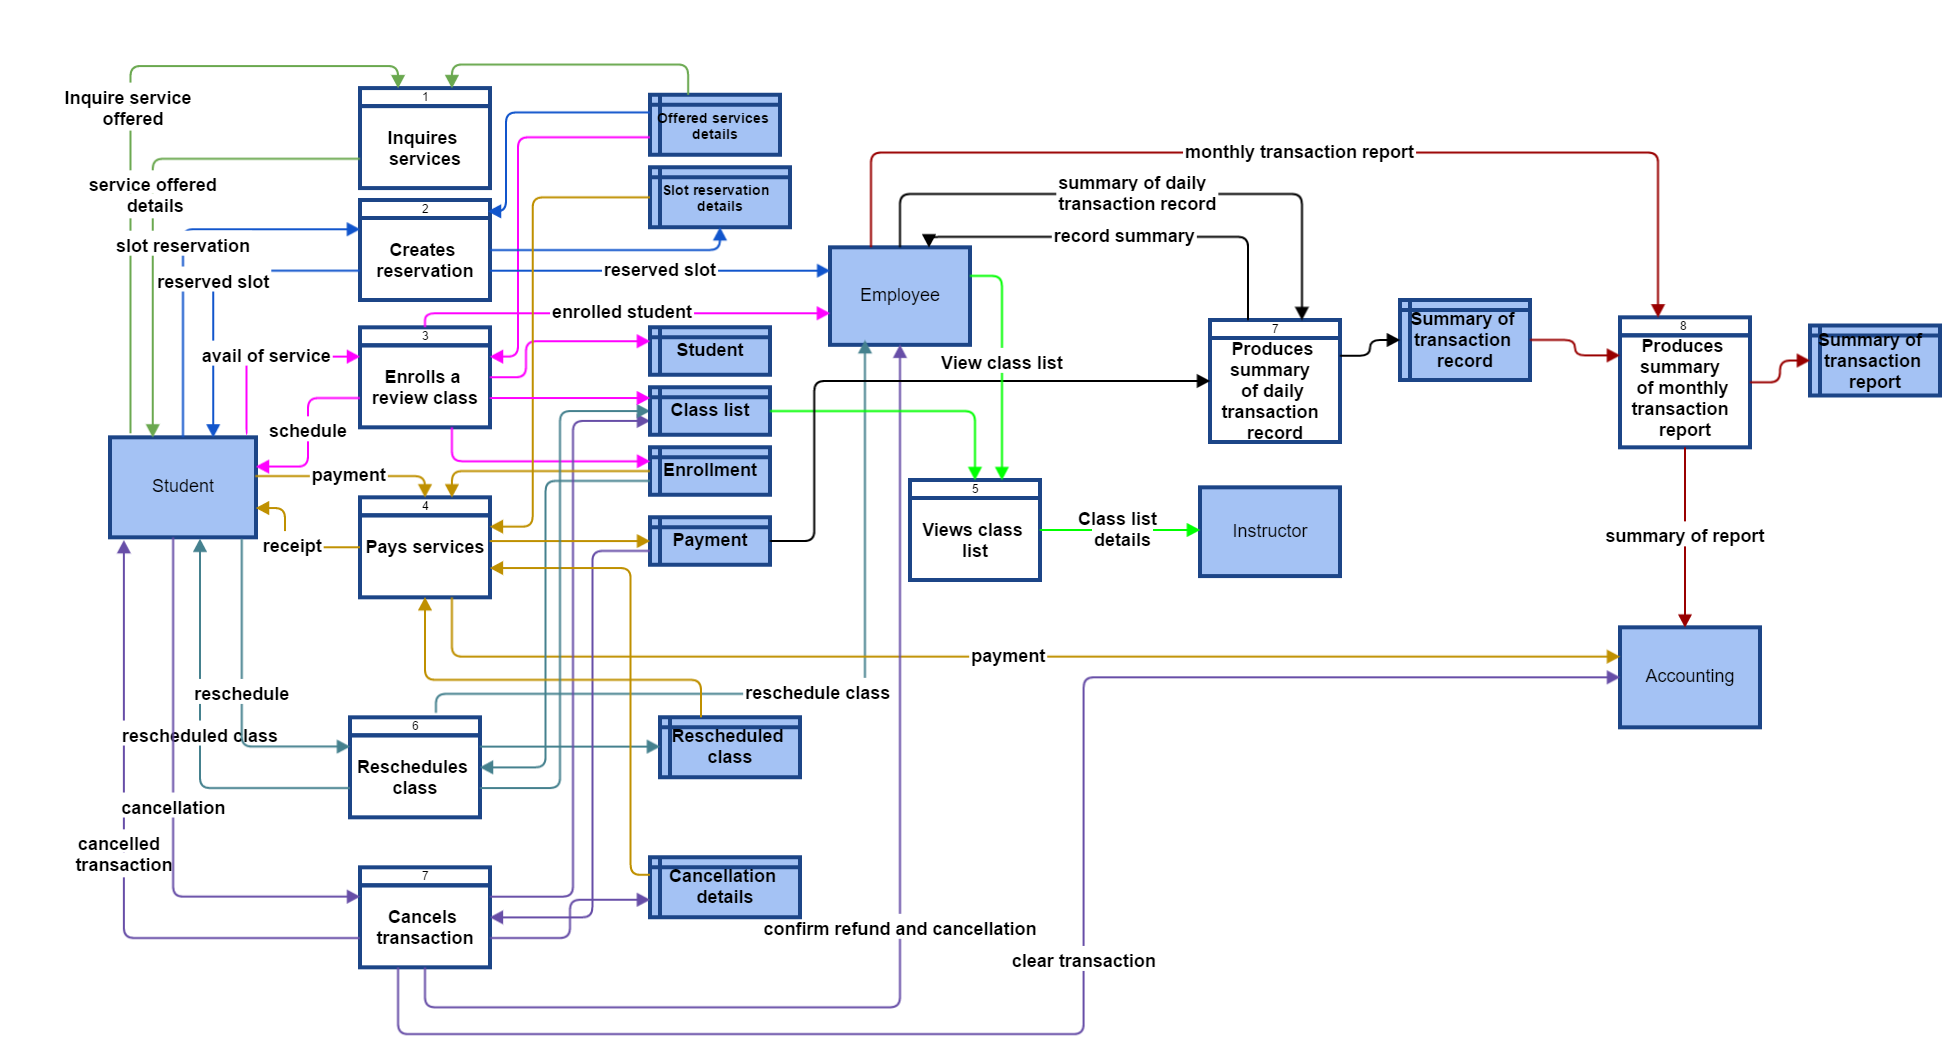 Inquire service
offered
1
Inquires
services
Offered services
details
service offered
details
Slot reservation
details
monthly transaction report
summary of daily
transaction record
record summary
slot reservation
reserved slot
2
Creates
reservation
reserved slot
Employee
enrolled student
avail of service
3
Enrolls a
review class
Student
Class list
Enrollment
Payment
schedule
payment
receipt
Student
4
Pays services
View class list
5
Views class
list
Class list
details
Instructor
7
Produces
summary
of daily
transaction
record
Summary of
transaction
record
8
Produces
summary
of monthly
transaction
report
Summary of
transaction
report
summary of report
payment
Accounting
reschedule
rescheduled class
reschedule class
6
Reschedules
class
Rescheduled
class
cancellation
cancelled
transaction
7
Cancels
transaction
Cancellation
details
confirm refund and cancellation
clear transaction